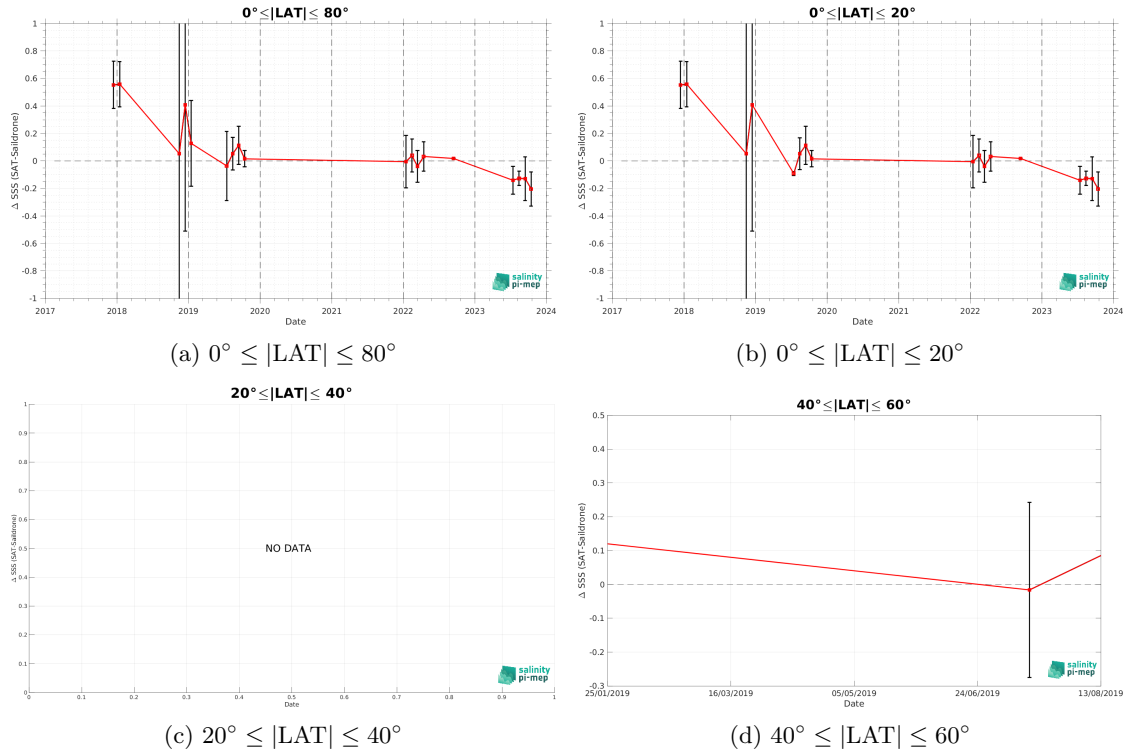 0°≤|LAT|≤ 80°
1
0.8
0.6
0.4
0.2
0
-0.2
-0.4
-0.6
-0.8
-1
Δ SSS (SAT-Saildrone)
2017
2018
2019
2020
2021
2022
2023
2024
Date
salinity
pi-mep
(a) 0° ≤ |LAT| ≤ 80°
0°≤|LAT|≤ 20°
1
0.8
0.6
0.4
0.2
0
-0.2
-0.4
-0.6
-0.8
-1
Δ SSS (SAT-Saildrone)
2017
2018
2019
2020
2021
2022
2023
2024
Date
salinity
pi-mep
(b) 0° ≤ |LAT| ≤ 20°
20°≤|LAT|≤ 40°
1
0.9
0.8
0.7
0.6
0.5
0.4
0.3
0.2
0.1
0
Δ SSS (SAT-Saildrone)
NO DATA
0
0.1
0.2
0.3
0.4
0.5
0.6
0.7
0.8
0.9
1
Date
salinity
pi-mep
(c) 20° ≤ |LAT| ≤ 40°
40°≤|LAT|≤ 60°
0.5
0.4
0.3
0.2
0.1
0
-0.1
-0.2
-0.3
Δ SSS (SAT-Saildrone)
25/01/2019
16/03/2019
05/05/2019
24/06/2019
13/08/2019
Date
salinity
pi-mep
(d) 40° ≤ |LAT| ≤ 60°